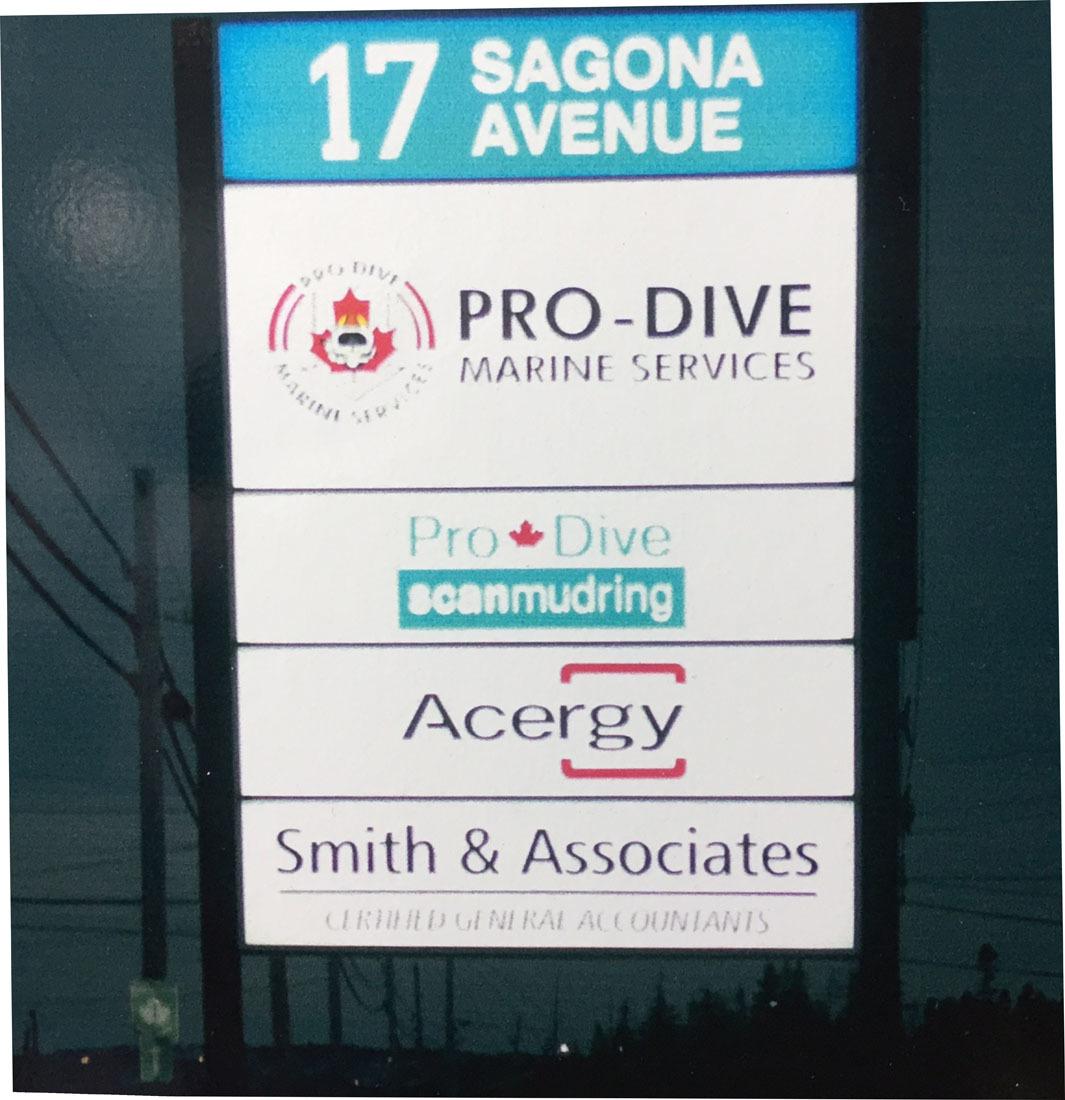 17 SAGONA
AVENUE
PRO DIVE
MARINE SERVICES
PRO-DIVE
MARINE SERVICES
Pro Dive
scanmudring
Acergy
Smith & Associates
CERTIFIED GENERAL ACCOUNTANTS